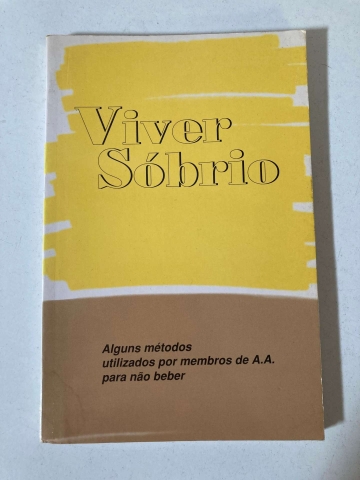 Viver
Sóbrio
Alguns métodos
utilizados por membros de A.A.
para não beber